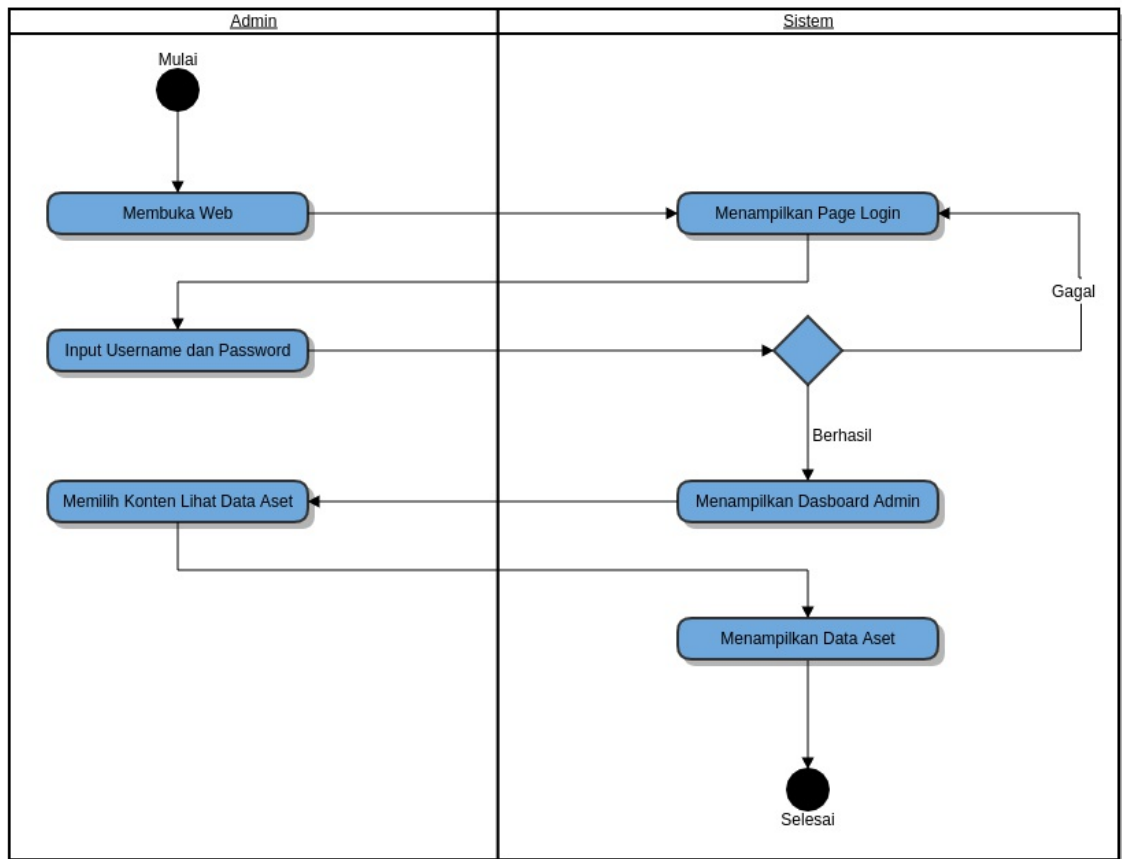 Admin
Sistem
Mulai
Membuka Web
Menampilkan Page Login
Gagal
Input Username dan Password
Berhasil
Memilih Konten Lihat Data Aset
Menampilkan Dasboard Admin
Menampilkan Data Aset
Selesai